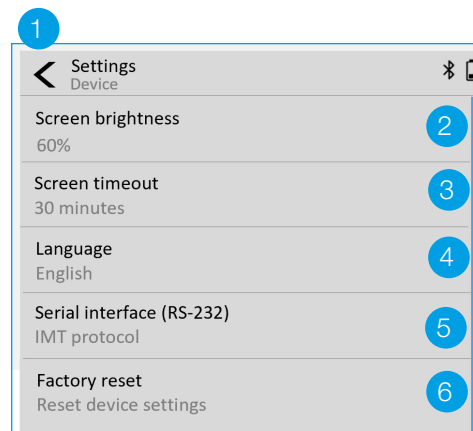 1
Settings
Device
Screen brightness
2
60%
Screen timeout
3
30 minutes
Language
4
English
Serial interface (RS-232)
5
IMT protocol
Factory reset
6
Reset device settings